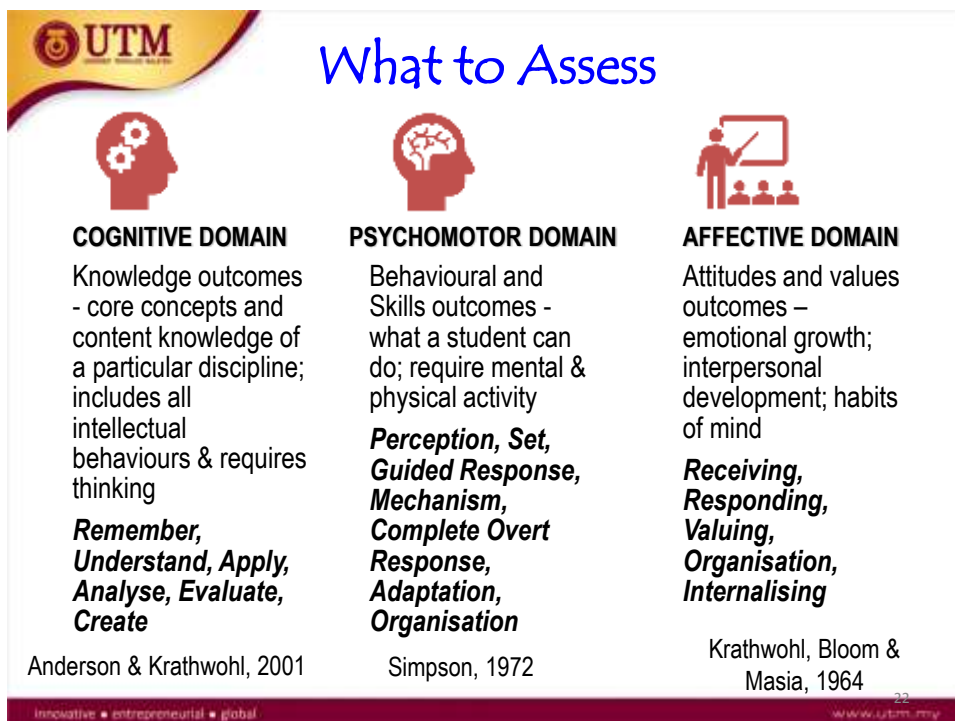 UTM
What to Assess
COGNITIVE DOMAIN
Knowledge outcomes
- core concepts and
content knowledge of
a particular discipline;
includes all
intellectual
behaviours & requires
thinking
Remember,
Understand, Apply,
Analyse, Evaluate,
Create
Anderson & Krathwohl, 2001
PSYCHOMOTOR DOMAIN
Behavioural and
Skills outcomes -
what a student can
do; require mental &
physical activity
Perception, Set,
Guided Response,
Mechanism,
Complete Overt
Response,
Adaptation,
Organisation
Simpson, 1972
AFFECTIVE DOMAIN
Attitudes and values
outcomes –
emotional growth;
interpersonal
development; habits
of mind
Receiving,
Responding,
Valuing,
Organisation,
Internalising
Krathwohl, Bloom &
Masia, 1964
22
innovative ● entrepreneurial ● global
www.utm.my